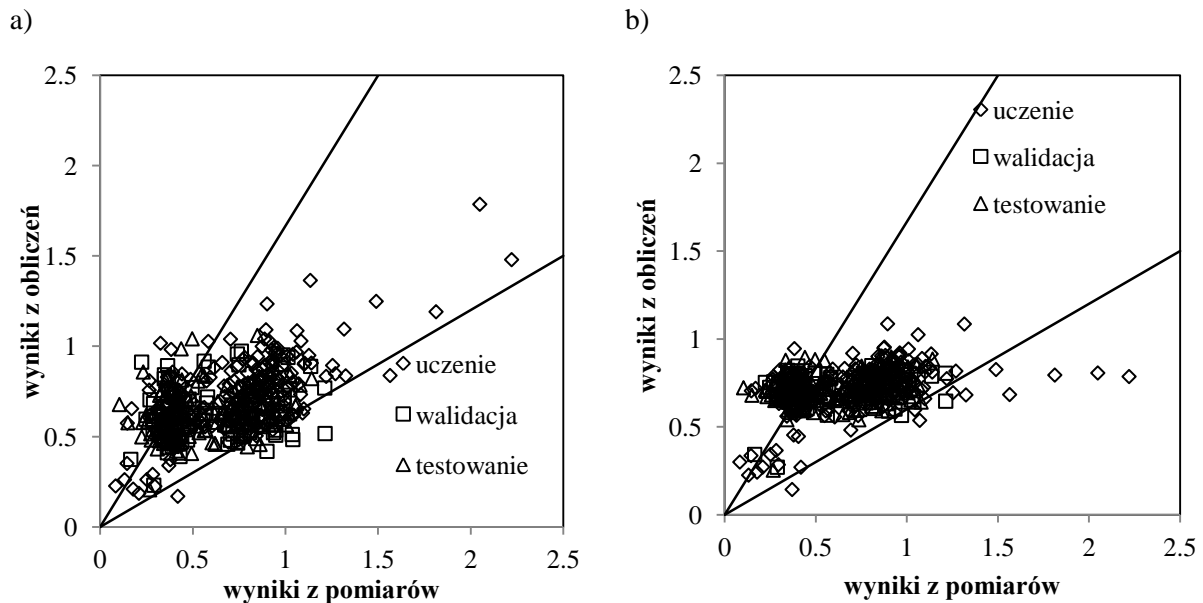 a)
2.5
2
1.5
1
0.5
0
0 0.5 1 1.5 2 2.5
wyniki z obliczeń
wyniki z pomiarów
uczenie
walidacja
testowanie
b)
2.5
2
1.5
1
0.5
0
0 0.5 1 1.5 2 2.5
wyniki z obliczeń
wyniki z pomiarów
uczenie
walidacja
testowanie